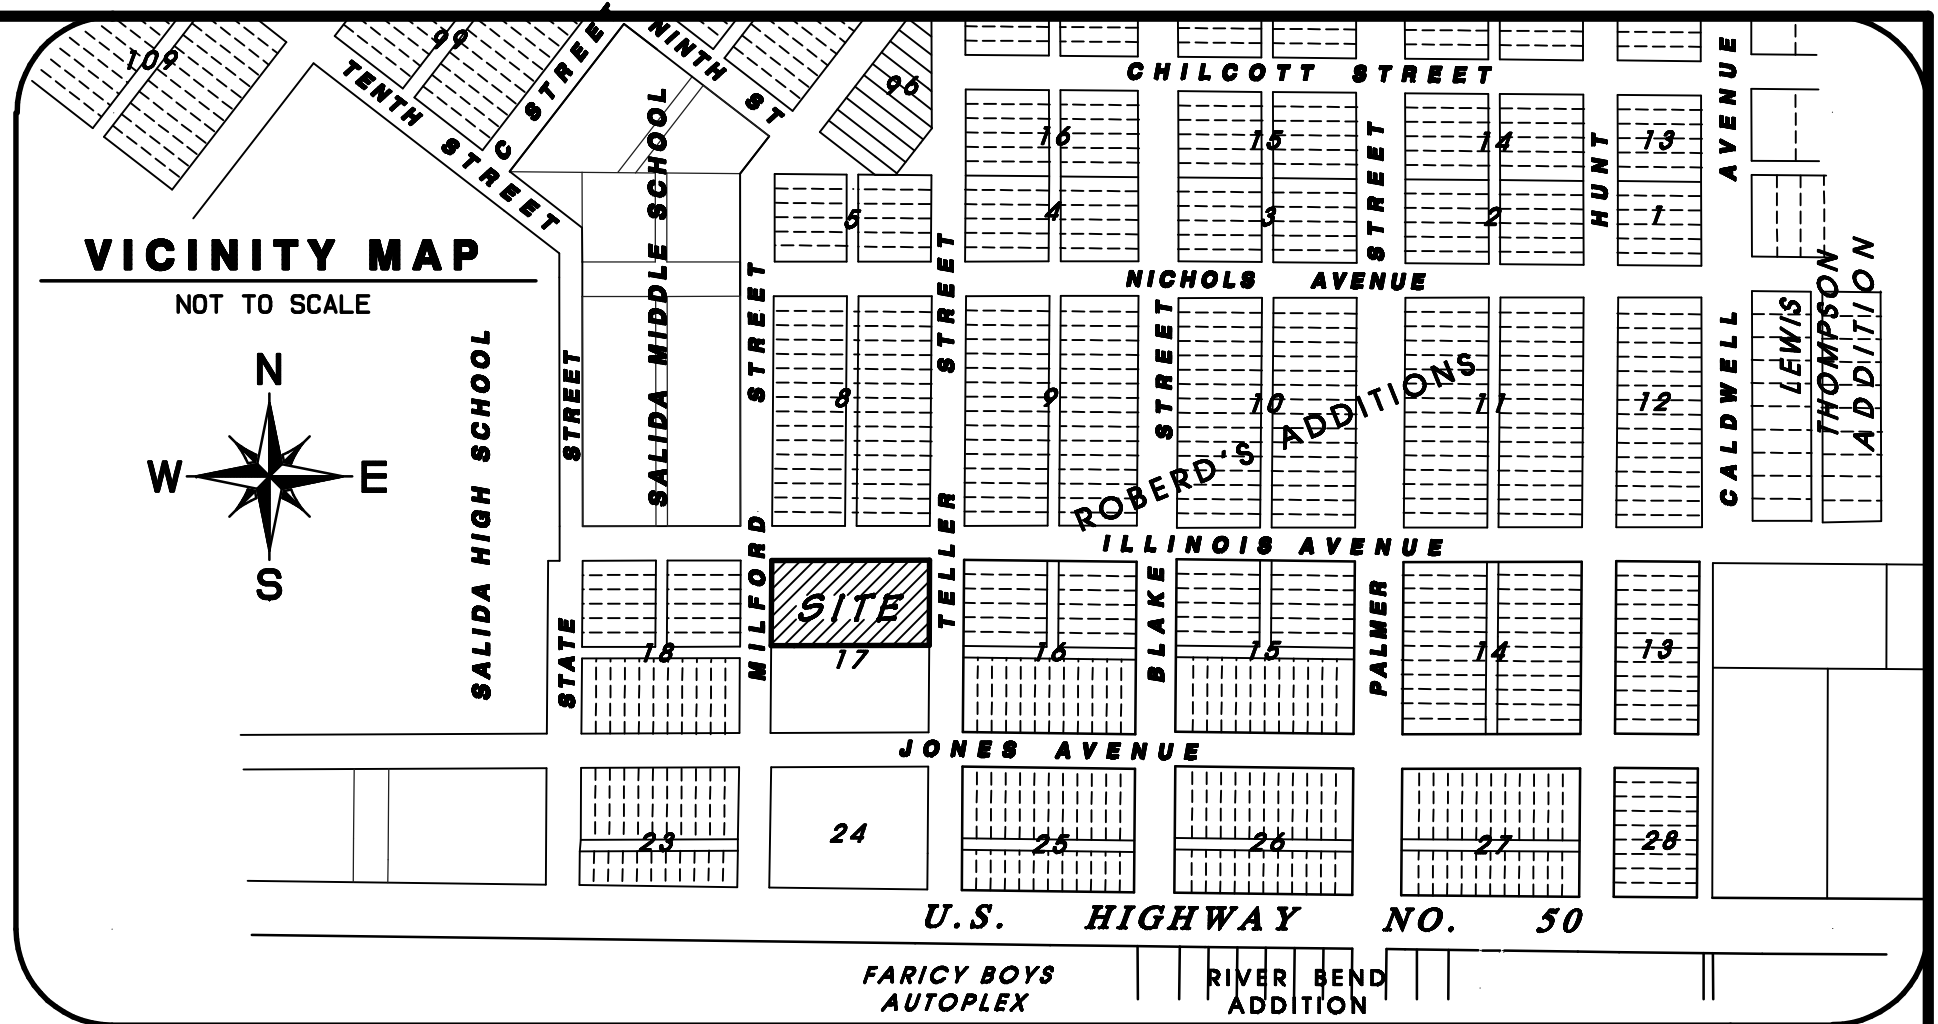 109
99
C STREET
NINTH ST
96
TENTH STREET
CHILCOTT STREET
16
15
14
13
5
4
3
2
1
VICINITY MAP
NOT TO SCALE
NICHOLS AVENUE
N
W
E
S
SALIDA HIGH SCHOOL
STATE STREET
SALIDA MIDDLE SCHOOL
MILFORD STREET
TELLER STREET
BLAKE STREET
PALMER STREET
HUNT
CALDWELL AVENUE
LEWIS
THOMPSON
ADDITION
8
9
10
11
12
ROBERD'S ADDITIONS
ILLINOIS AVENUE
SITE
18
17
16
15
14
13
JONES AVENUE
23
24
25
26
27
28
U.S. HIGHWAY NO. 50
FARICY BOYS
AUTOPLEX
RIVER BEND
ADDITION